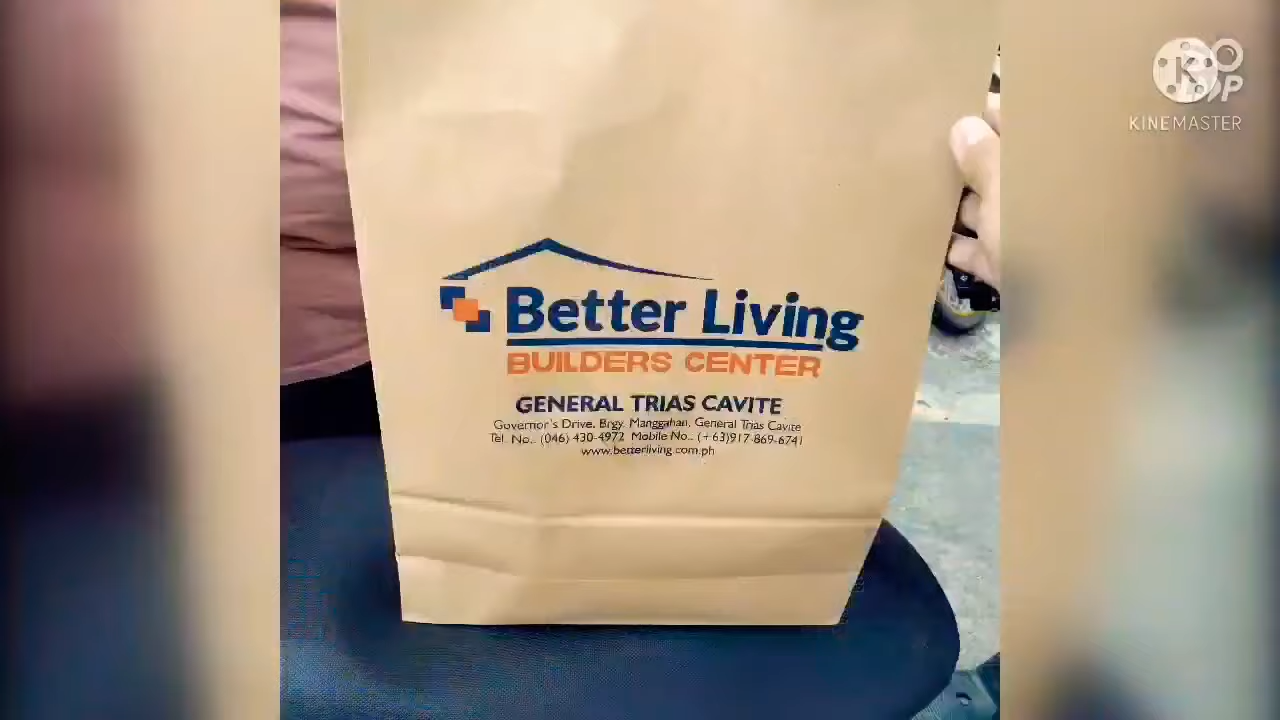 KINEMASTER
Better Living
BUILDERS CENTER
GENERAL TRIAS CAVITE
Governor's Drive, Brgy. Manggahan, General Trias Cavite
Tel. No.. (046) 430-4972 Mobile No.. (+63)917-869-6741
www.betterliving.com.ph